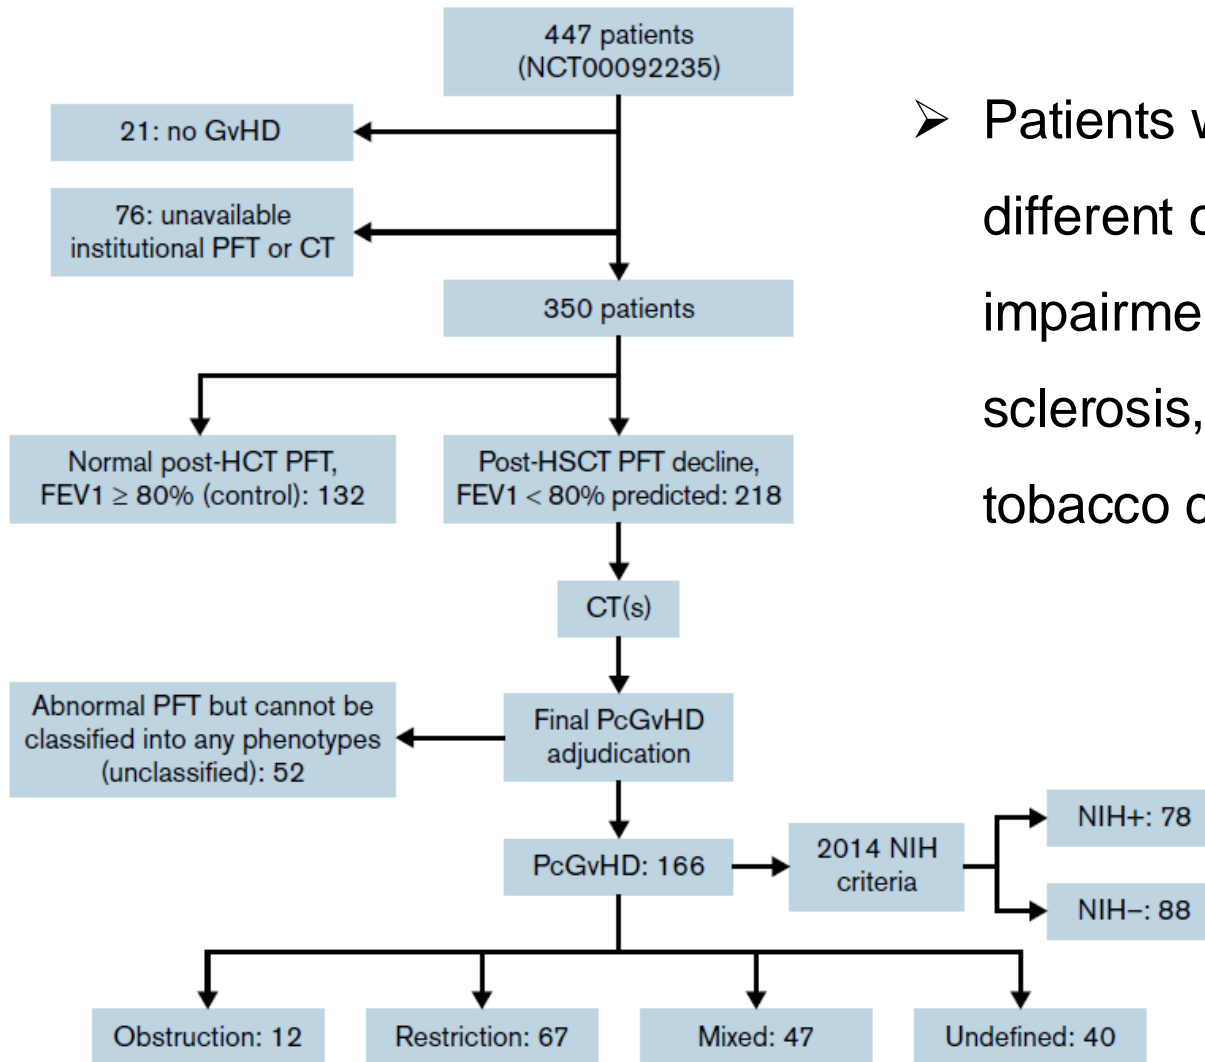 447 patients
(NCT00092235)
21: no GvHD
76: unavailable
institutional PFT or CT
350 patients
Normal post-HCT PFT,
FEV1 ≥ 80% (control): 132
Post-HSCT PFT decline,
FEV1 < 80% predicted: 218
CT(s)
Abnormal PFT but cannot be
classified into any phenotypes
(unclassified): 52
Final PcGvHD
adjudication
PcGvHD: 166
2014 NIH
criteria
NIH+: 78
NIH−: 88
Obstruction: 12
Restriction: 67
Mixed: 47
Undefined: 40
➢ Patients
different
sclerosis,
tobacco